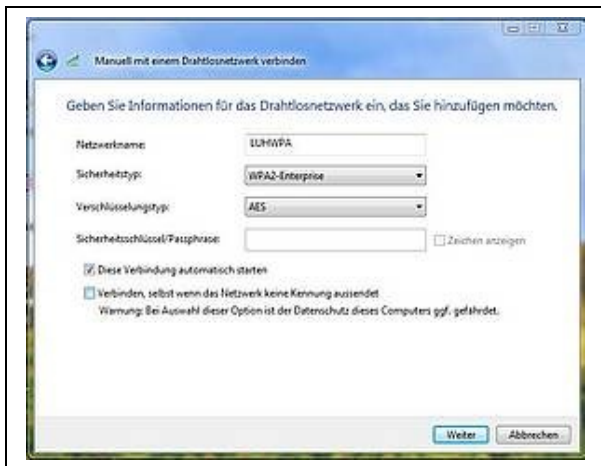 Manuell mit einem Drahtlosnetzwerk verbinden
Geben Sie Informationen für das Drahtlosnetzwerk ein, das Sie hinzufügen möchten.
Netzwerkname: LUHWPA
Sicherheitstyp: WPA2-Enterprise
Verschlüsselungstyp: AES
Sicherheitsschlüssel/Passphrase: Zeichen anzeigen
Diese Verbindung automatisch starten
Verbinden, selbst wenn das Netzwerk keine Kennung aussendet
Warnung: Bei Auswahl dieser Option ist der Datenschutz dieses Computers ggf. gefährdet.
Weiter Abbrechen